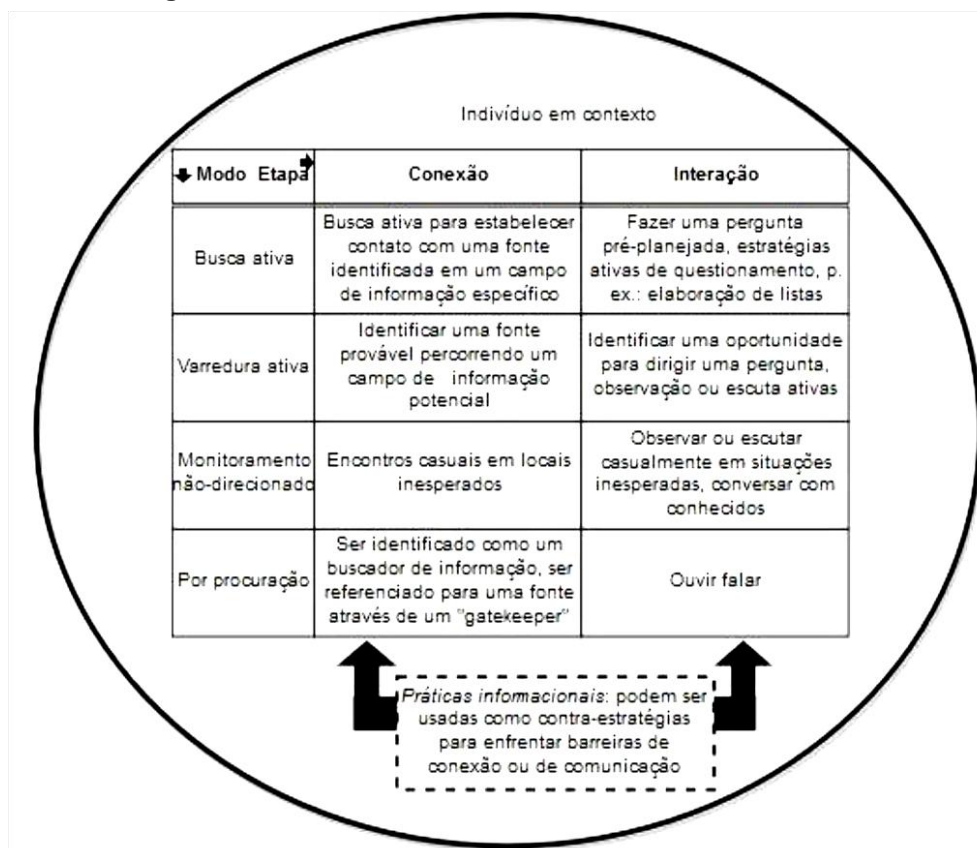 Indivíduo em contexto
Modo Etapa
Conexão
Interação
Busca ativa
Busca ativa para estabelecer
contato com uma fonte
identificada em um campo
de informação específico
Fazer uma pergunta
pré-planejada, estratégias
ativas de questionamento, p.
ex.: elaboração de listas
Varredura ativa
Identificar uma fonte
provável percorrendo um
campo de informação
potencial
Identificar uma oportunidade
para dirigir uma pergunta,
observação ou escuta ativas
Monitoramento
não-direcionado
Encontros casuais em locais
inesperados
Observar ou escutar
casualmente em situações
inesperadas, conversar com
conhecidos
Por procuração
Ser identificado como um
buscador de informação, ser
referenciado para uma fonte
através de um "gatekeeper"
Ouvir falar
Práticas informacionais: podem ser
usadas como contra-estratégias
para enfrentar barreiras de
conexão ou de comunicação